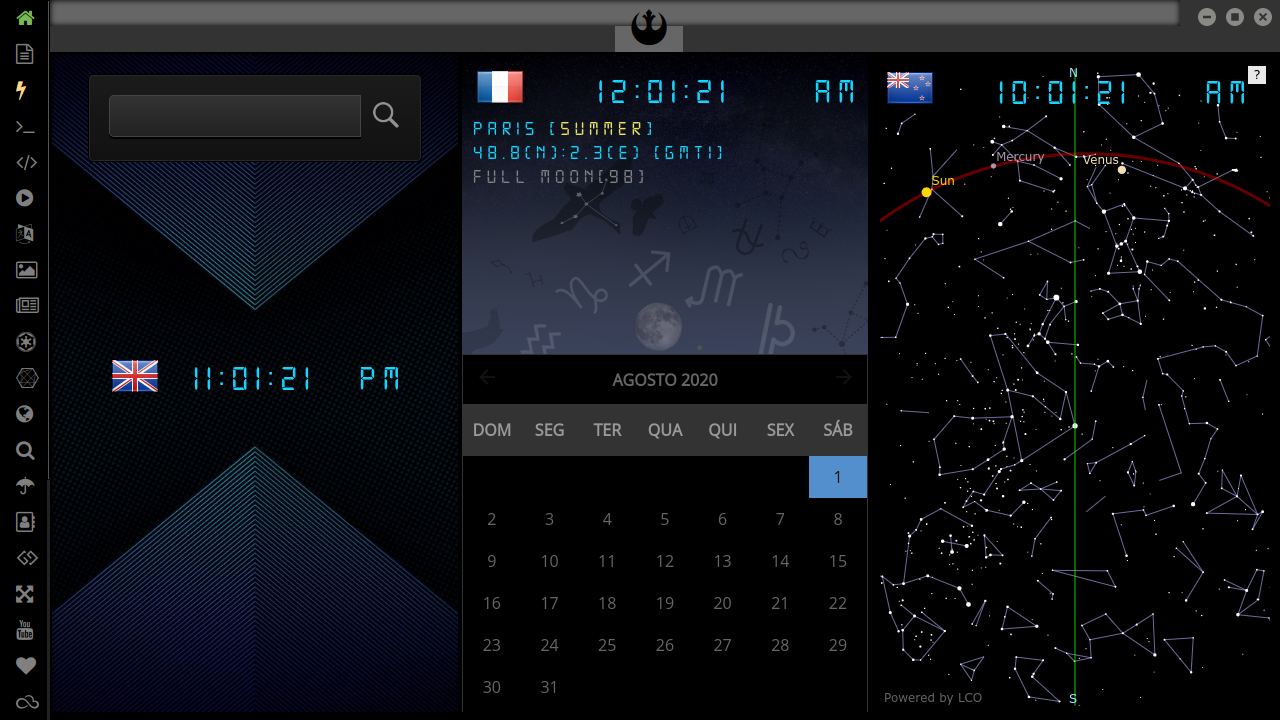 11:01:21 PM
12:01:21 AM
PARIS [SUMMER]
48.8(N):2.3(E) [GMT1]
FULL MOON[98]
AGOSTO 2020
DOM SEG TER QUA QUI SEX SÁB
1
2 3 4 5 6 7 8
9 10 11 12 13 14 15
16 17 18 19 20 21 22
23 24 25 26 27 28 29
30 31
N
?
10:01:21 AM
Mercury
Venus
Sun
Powered by LCO
S
You
Tube